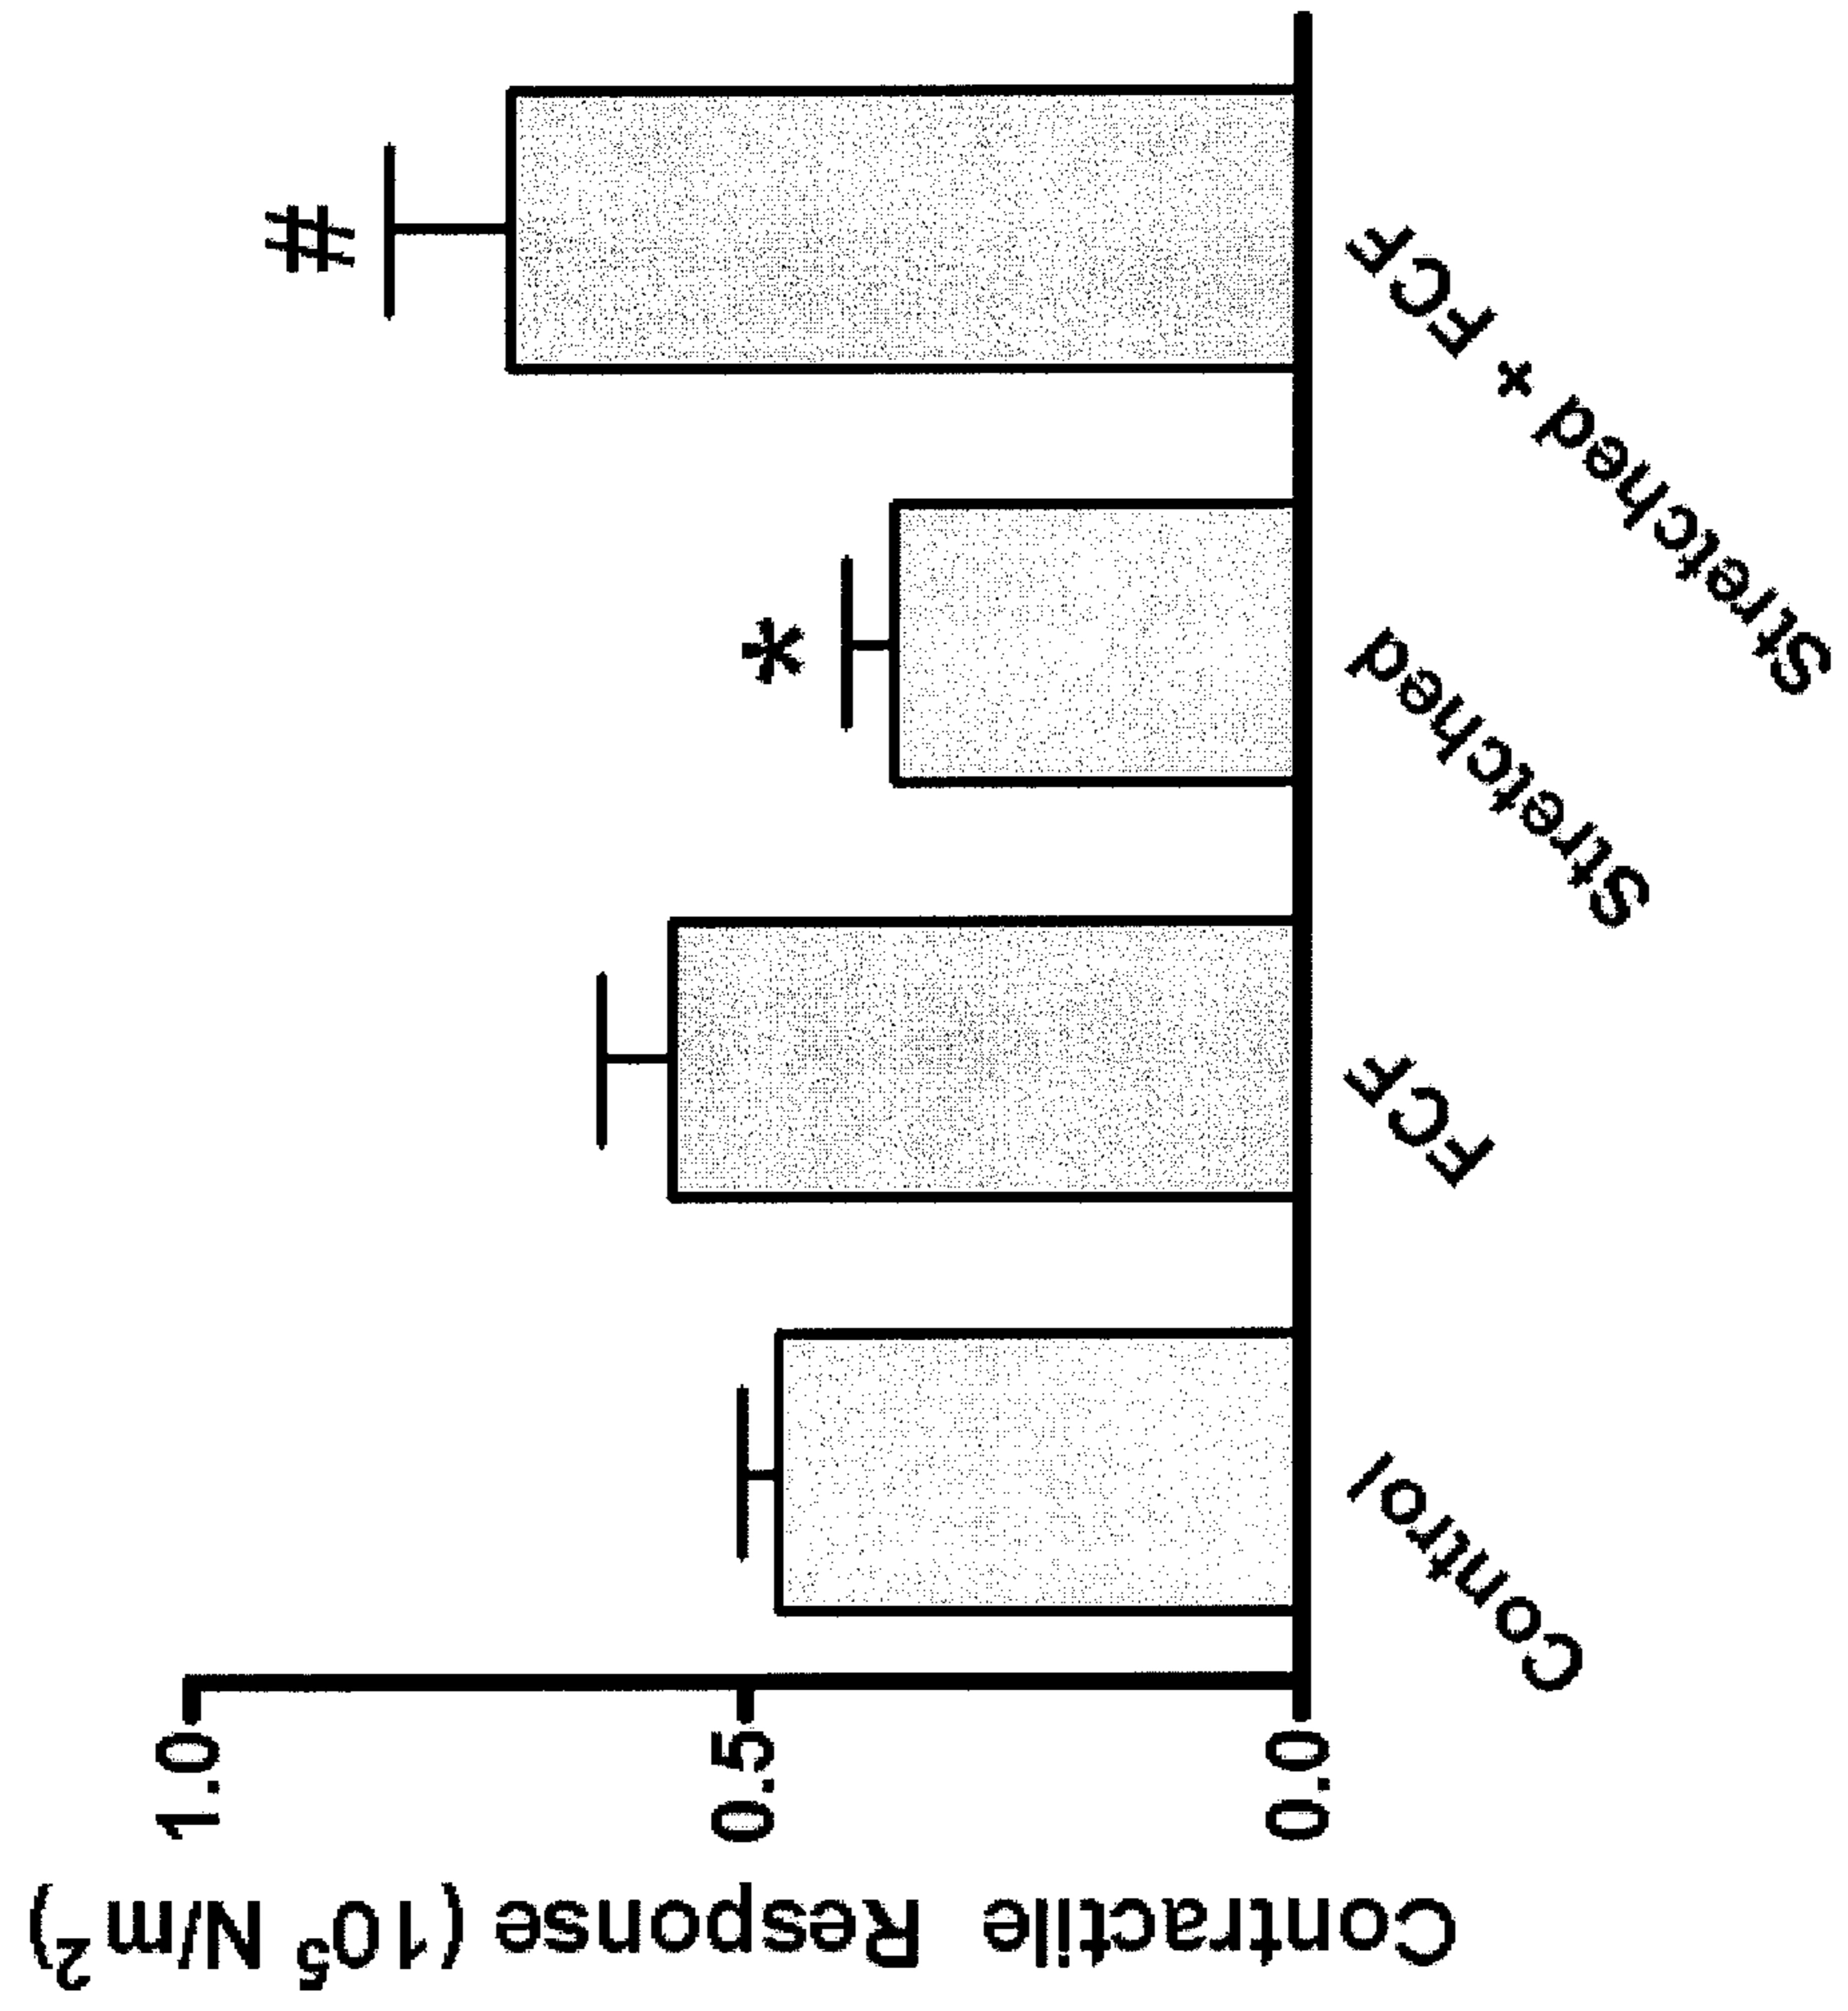 Contractile Response (10⁵ N/m²)
1.0
0.5
0.0
#
*
Control
FCF
Stretched
Stretched + FCF